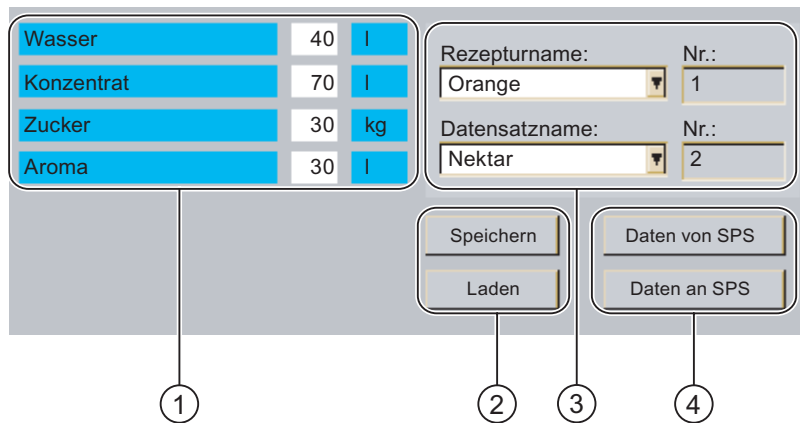 Wasser 40 l
Konzentrat 70 l
Zucker 30 kg
Aroma 30 l
Rezepturname: Nr.:
Orange 1
Datensatzname: Nr.:
Nektar 2
Speichern Daten von SPS
Laden Daten an SPS
1 2 3 4